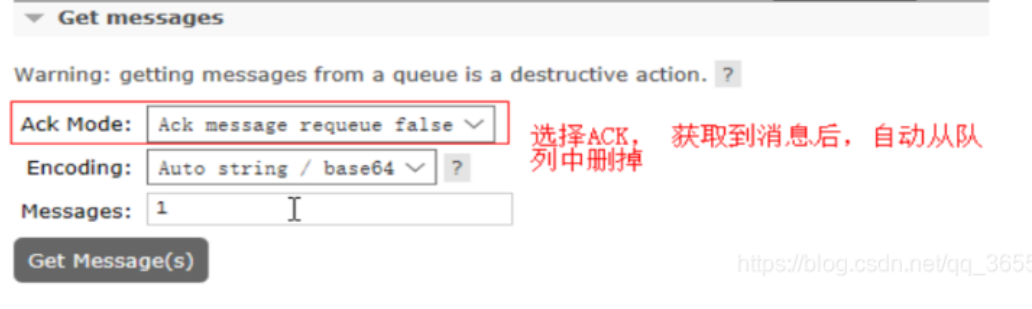 Get messages
Warning: getting messages from a queue is a destructive action. ?
Ack Mode: Ack message requeue false
选择ACK, 获取到消息后，自动从队
列中删掉
Encoding: Auto string / base64 ?
Messages: 1
Get Message(s)
https://blog.csdn.net/qq_3655